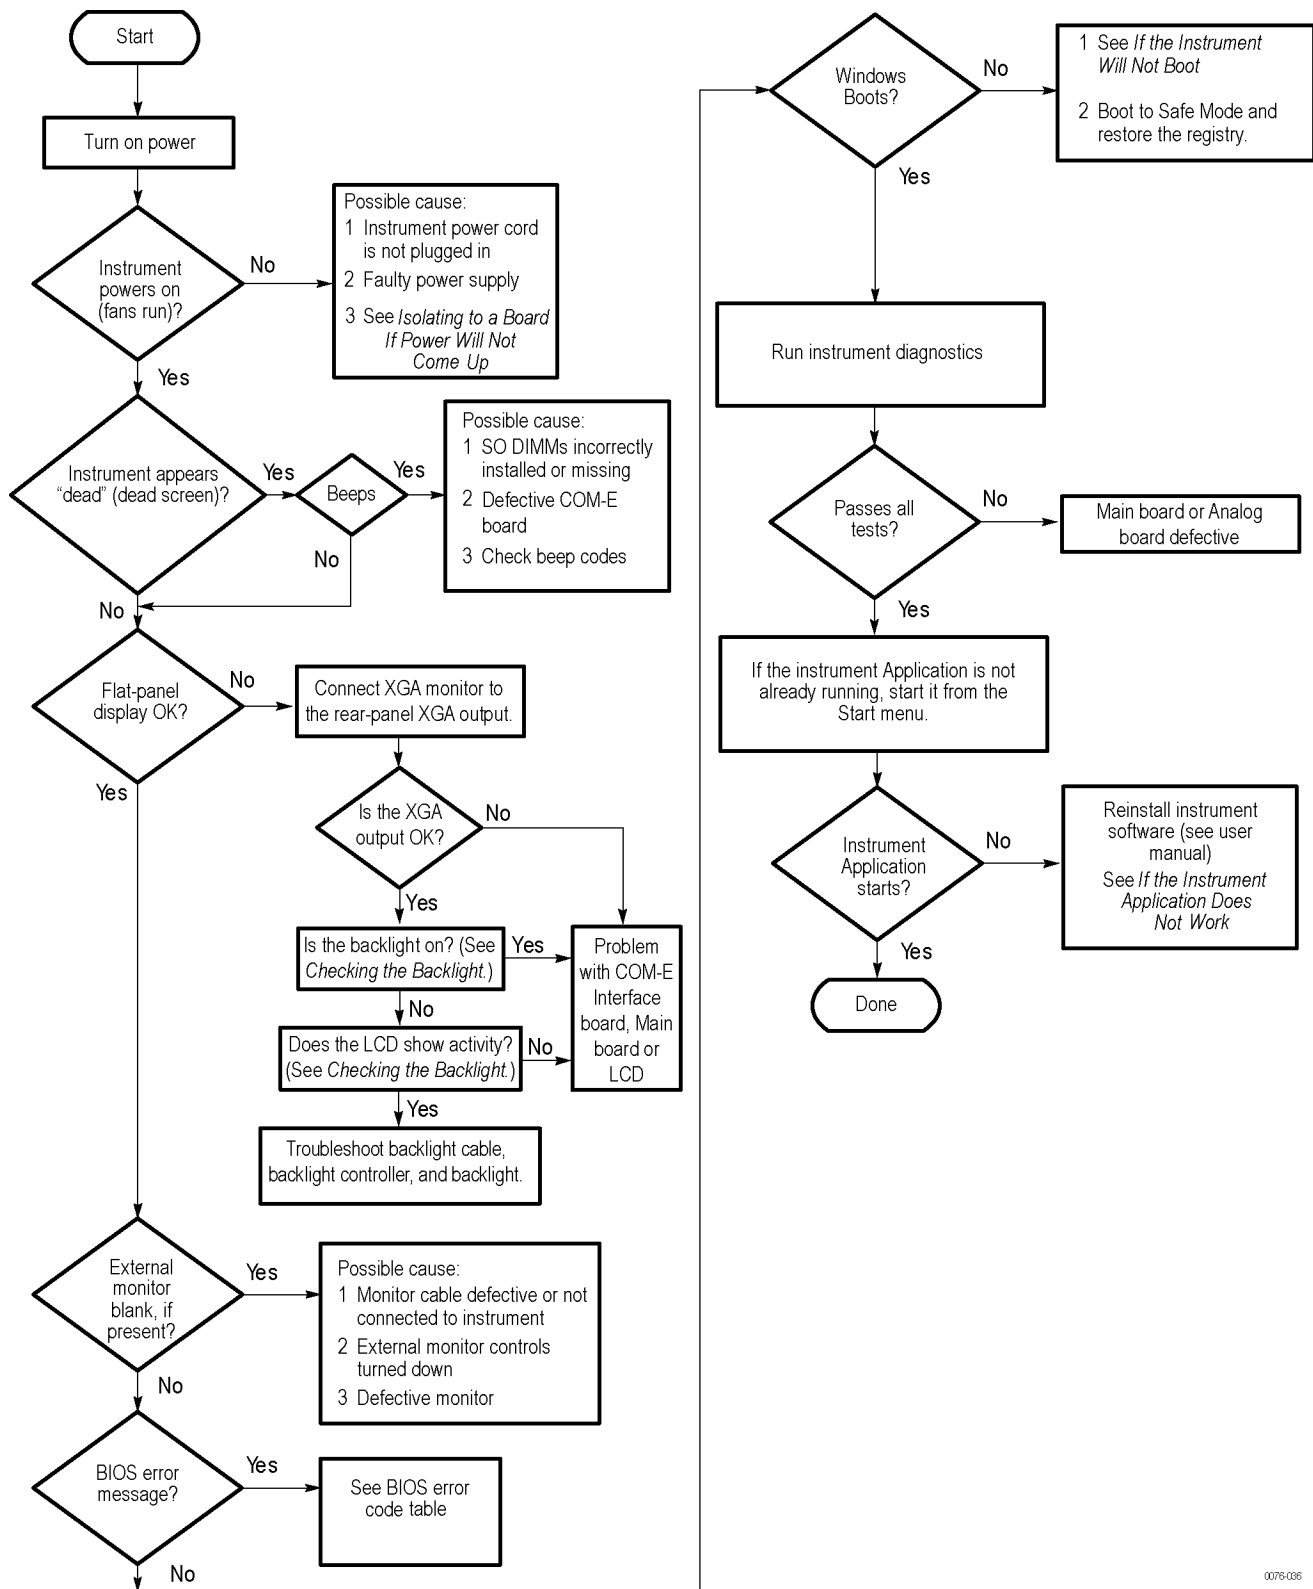 Start
Turn on power
Instrument
powers on
(fans run)?
No
Possible cause:
1 Instrument power cord
is not plugged in
2 Faulty power supply
3 See Isolating to a Board
If Power Will Not
Come Up
Yes
Instrument appears
“dead” (dead screen)?
Yes
Beeps
Yes
Possible cause:
1 SO DIMMs incorrectly
installed or missing
2 Defective COM-E
board
3 Check beep codes
No
No
Flat-panel
display OK?
No
Connect XGA monitor to
the rear-panel XGA output.
Yes
Is the XGA
output OK?
No
Yes
Is the backlight on? (See
Checking the Backlight.)
Yes
Problem
with COM-E
Interface
board, Main
board or
LCD
No
Does the LCD show activity?
(See Checking the Backlight.)
No
Yes
Troubleshoot backlight cable,
backlight controller, and backlight.
External
monitor
blank, if
present?
Yes
Possible cause:
1 Monitor cable defective or not
connected to instrument
2 External monitor controls
turned down
3 Defective monitor
No
BIOS error
message?
Yes
See BIOS error
code table
No
Windows
Boots?
No
1 See If the Instrument
Will Not Boot
2 Boot to Safe Mode and
restore the registry.
Yes
Run instrument diagnostics
Passes all
tests?
No
Main board or Analog
board defective
Yes
If the instrument Application is not
already running, start it from the
Start menu.
Instrument
Application
starts?
No
Reinstall instrument
software (see user
manual)
See If the Instrument
Application Does
Not Work
Yes
Done
0076-036